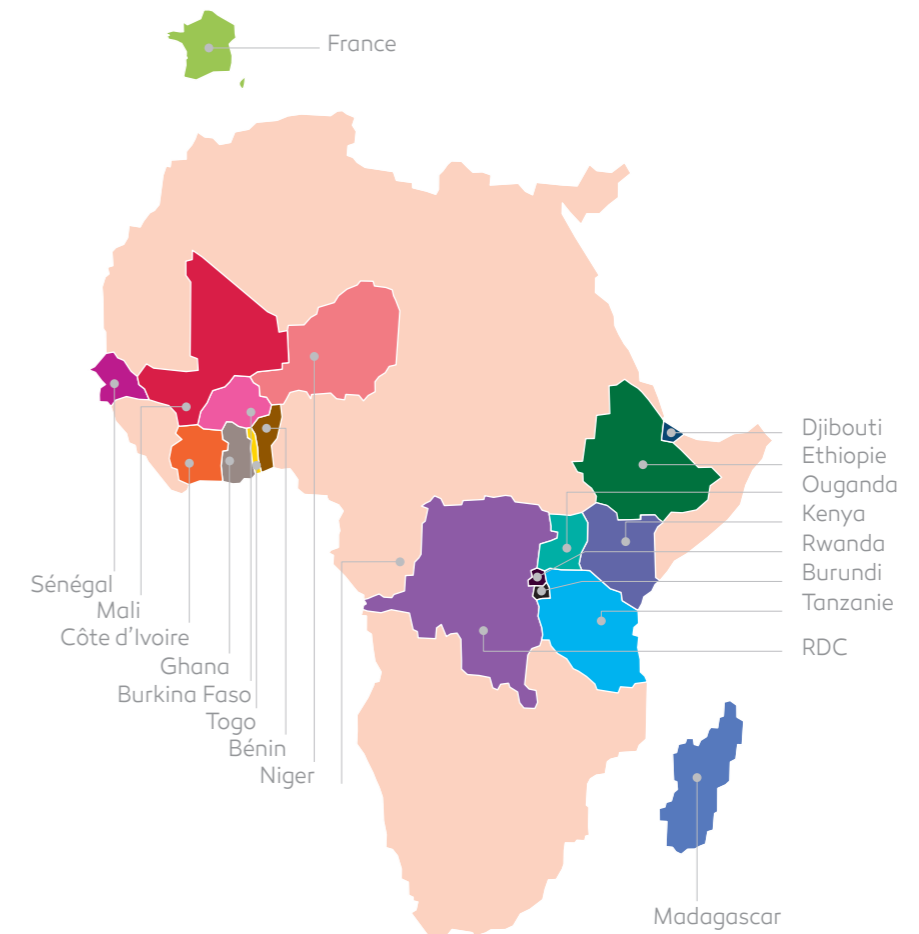 France
Djibouti
Ethiopie
Ouganda
Kenya
Rwanda
Burundi
Tanzanie
RDC
Sénégal
Mali
Côte d'Ivoire
Ghana
Burkina Faso
Togo
Bénin
Niger
Madagascar